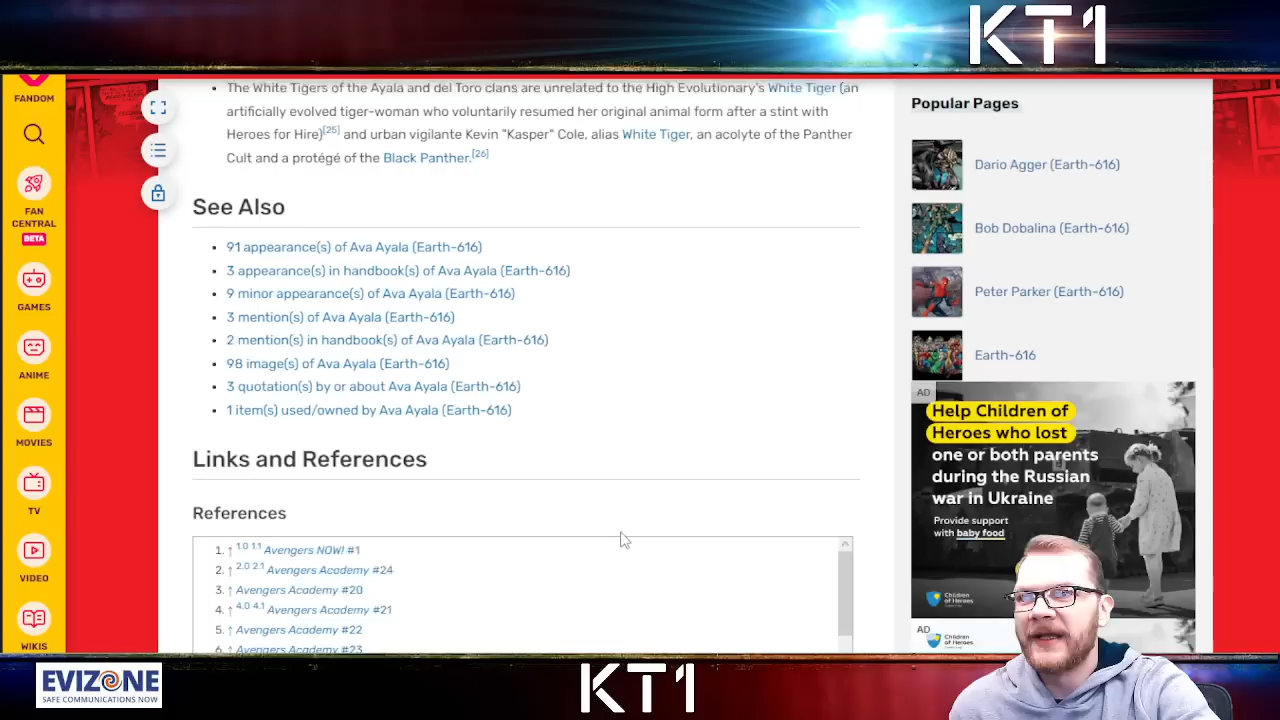 KT1
FANDOM
FAN
CENTRAL
BETA
GAMES
ANIME
MOVIES
TV
VIDEO
WIKIS
The White Tigers of the Ayala and del Toro clans are unrelated to the High Evolutionary's White Tiger (an
artificially evolved tiger-woman who voluntarily resumed her original animal form after a stint with
Heroes for Hire)[25] and urban vigilante Kevin "Kasper" Cole, alias White Tiger, an acolyte of the Panther
Cult and a protégé of the Black Panther.[26]
See Also
91 appearance(s) of Ava Ayala (Earth-616)
3 appearance(s) in handbook(s) of Ava Ayala (Earth-616)
9 minor appearance(s) of Ava Ayala (Earth-616)
3 mention(s) of Ava Ayala (Earth-616)
2 mention(s) in handbook(s) of Ava Ayala (Earth-616)
98 image(s) of Ava Ayala (Earth-616)
3 quotation(s) by or about Ava Ayala (Earth-616)
1 item(s) used/owned by Ava Ayala (Earth-616)
Links and References
References
1. ↑ 1.0 1.1 Avengers NOW! #1
2. ↑ 2.0 2.1 Avengers Academy #24
3. ↑ Avengers Academy #20
4. ↑ 4.0 4.1 Avengers Academy #21
5. ↑ Avengers Academy #22
6. ↑ Avengers Academy #23
Popular Pages
Dario Agger (Earth-616)
Bob Dobalina (Earth-616)
Peter Parker (Earth-616)
Earth-616
AD
Help Children of
Heroes who lost
one or both parents
during the Russian
war in Ukraine
Provide support
with baby food
Children
of Heroes
AD
Children
of Heroes
EVIZONE
SAFE COMMUNICATIONS NOW
KT1